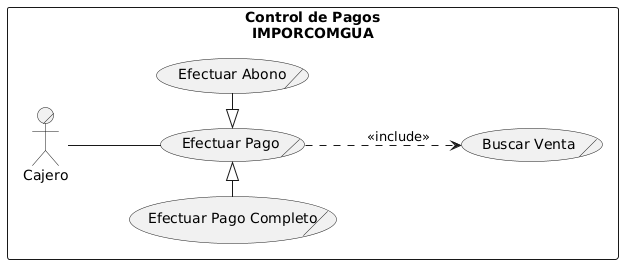 Control de Pagos
IMPORCOMGUA
Efectuar Abono
Efectuar Pago
«include»
Buscar Venta
Cajero
Efectuar Pago Completo